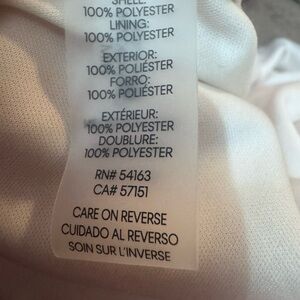 SHELL:
100% POLYESTER
LINING:
100% POLYESTER
EXTERIOR:
100% POLIÉSTER
FORRO:
100% POLIÉSTER
EXTÉRIEUR:
100% POLYESTER
DOUBLURE:
100% POLYESTER
RN# 54163
CA# 57151
CARE ON REVERSE
CUIDADO AL REVERSO
SOIN SUR L'INVERSE